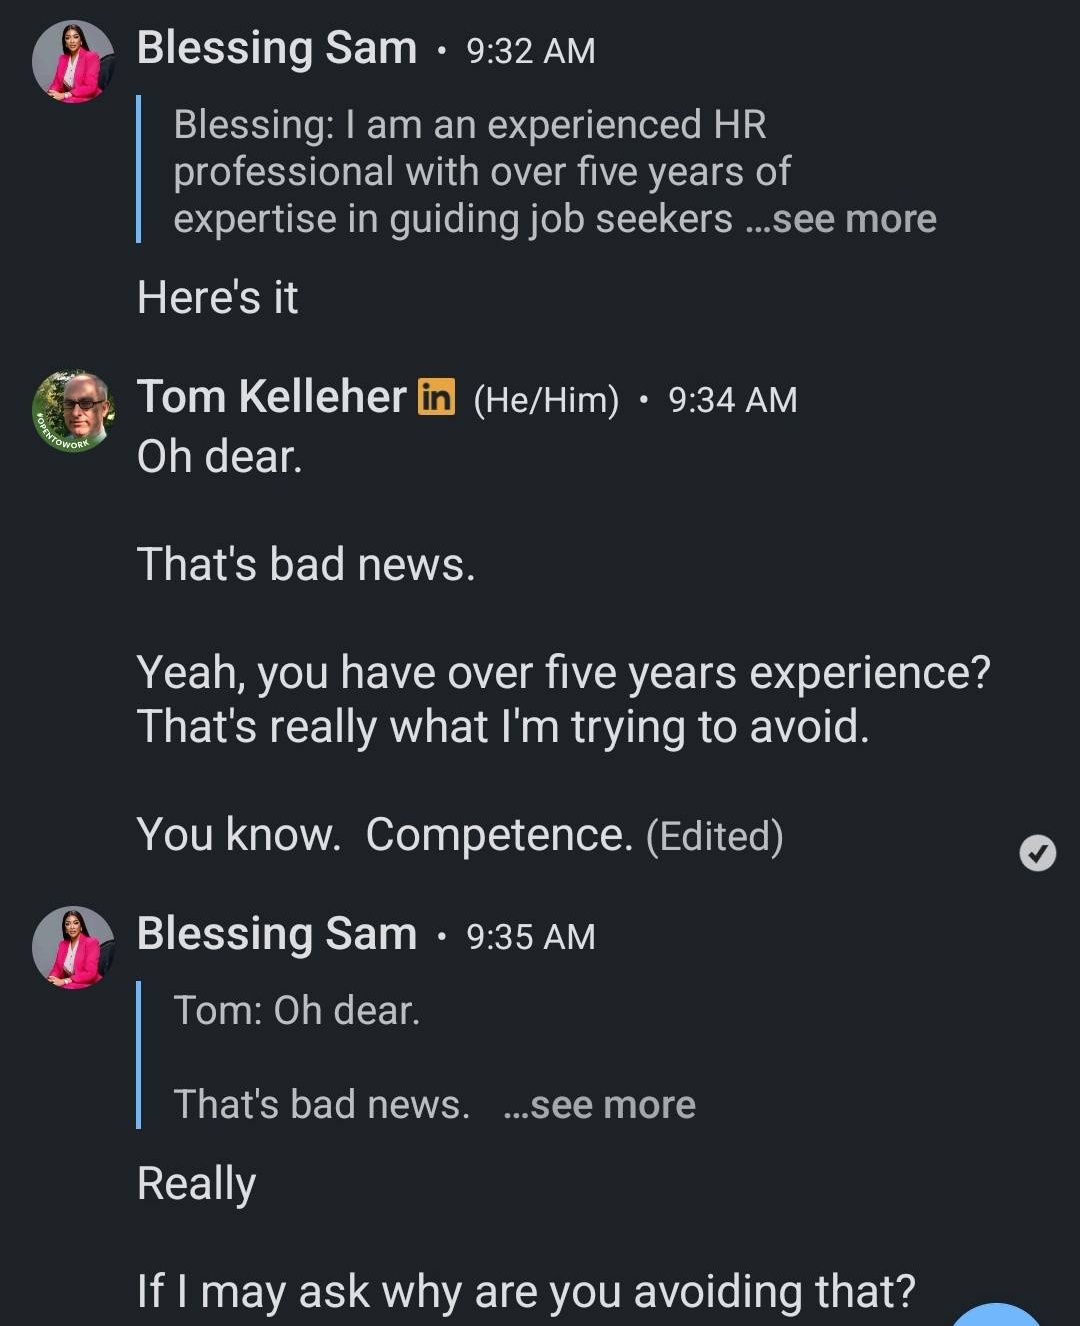 Blessing Sam • 9:32 AM
Blessing: I am an experienced HR
professional with over five years of
expertise in guiding job seekers ...see more
Here's it
Tom Kelleher in (He/Him) • 9:34 AM
#OPENTOWORK
Oh dear.
That's bad news.
Yeah, you have over five years experience?
That's really what I'm trying to avoid.
You know.  Competence. (Edited)
Blessing Sam • 9:35 AM
Tom: Oh dear.
That's bad news. ...see more
Really
If I may ask why are you avoiding that?